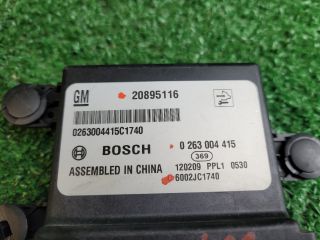 GM 20895116
0263004415C1740
BOSCH 0 263 004 415
369
ASSEMBLED IN CHINA 120209 PPL1 0530
6002JC1740